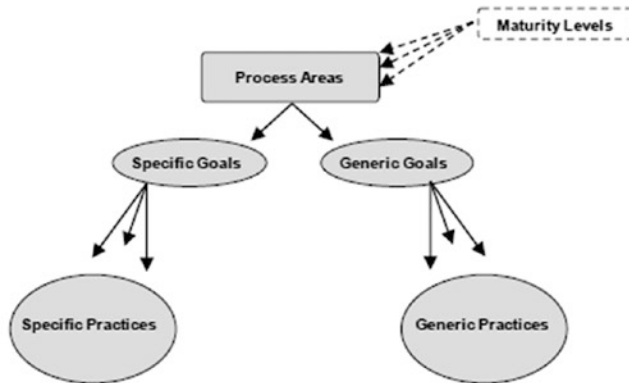 Maturity Levels
Process Areas
Specific Goals
Generic Goals
Specific Practices
Generic Practices